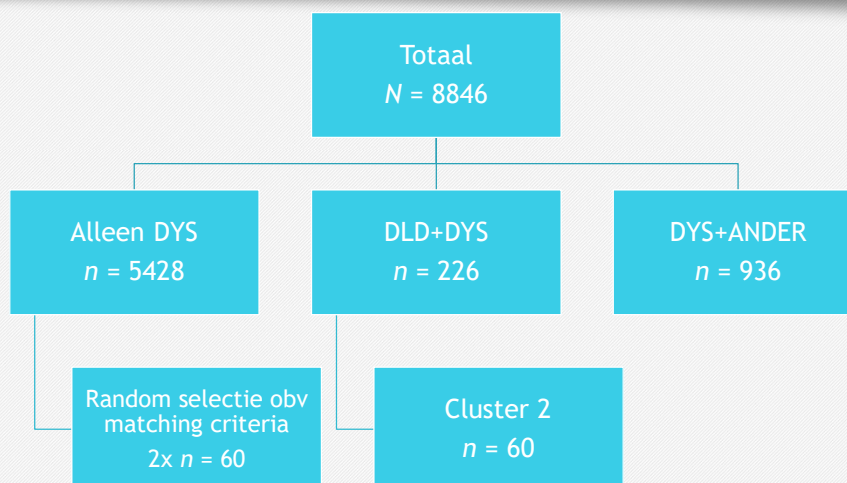 Totaal
N = 8846
Alleen DYS
n = 5428
DLD+DYS
n = 226
DYS+ANDER
n = 936
Random selectie obv
matching criteria
2x n = 60
Cluster 2
n = 60